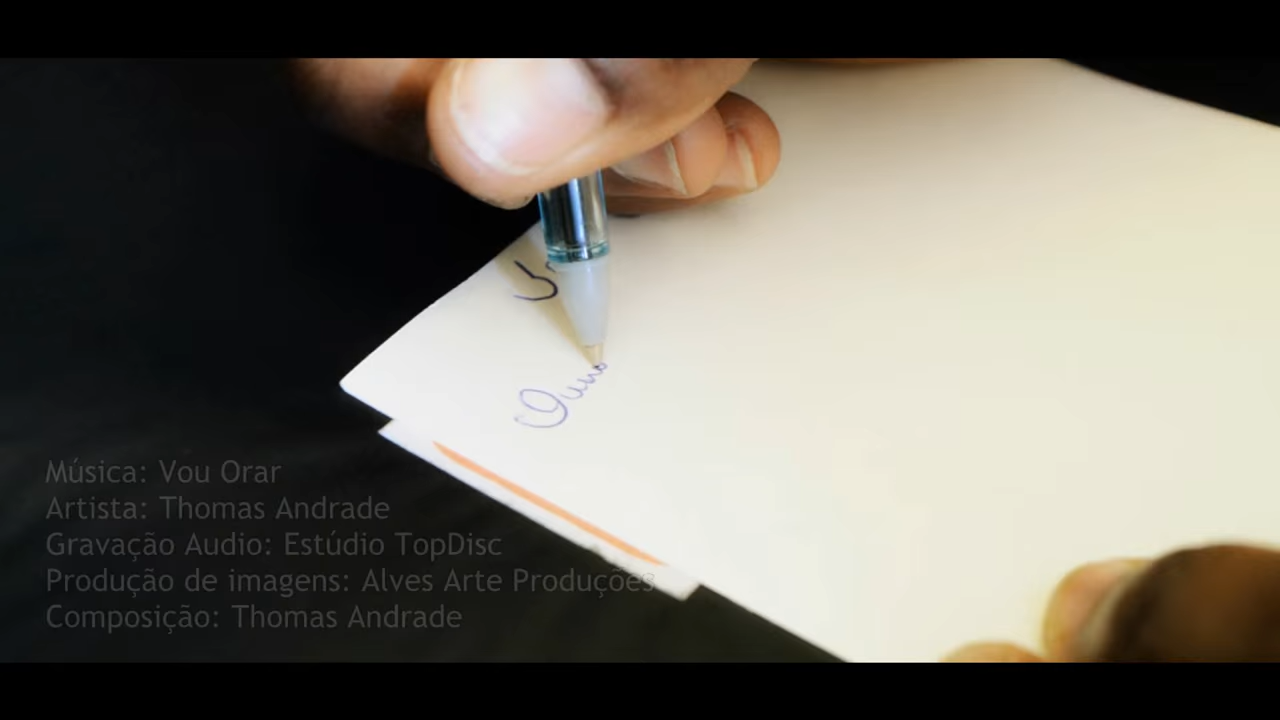 Música: Vou Orar
Artista: Thomas Andrade
Gravação Audio: Estúdio TopDisc
Produção de imagens: Alves Arte Produções
Composição: Thomas Andrade